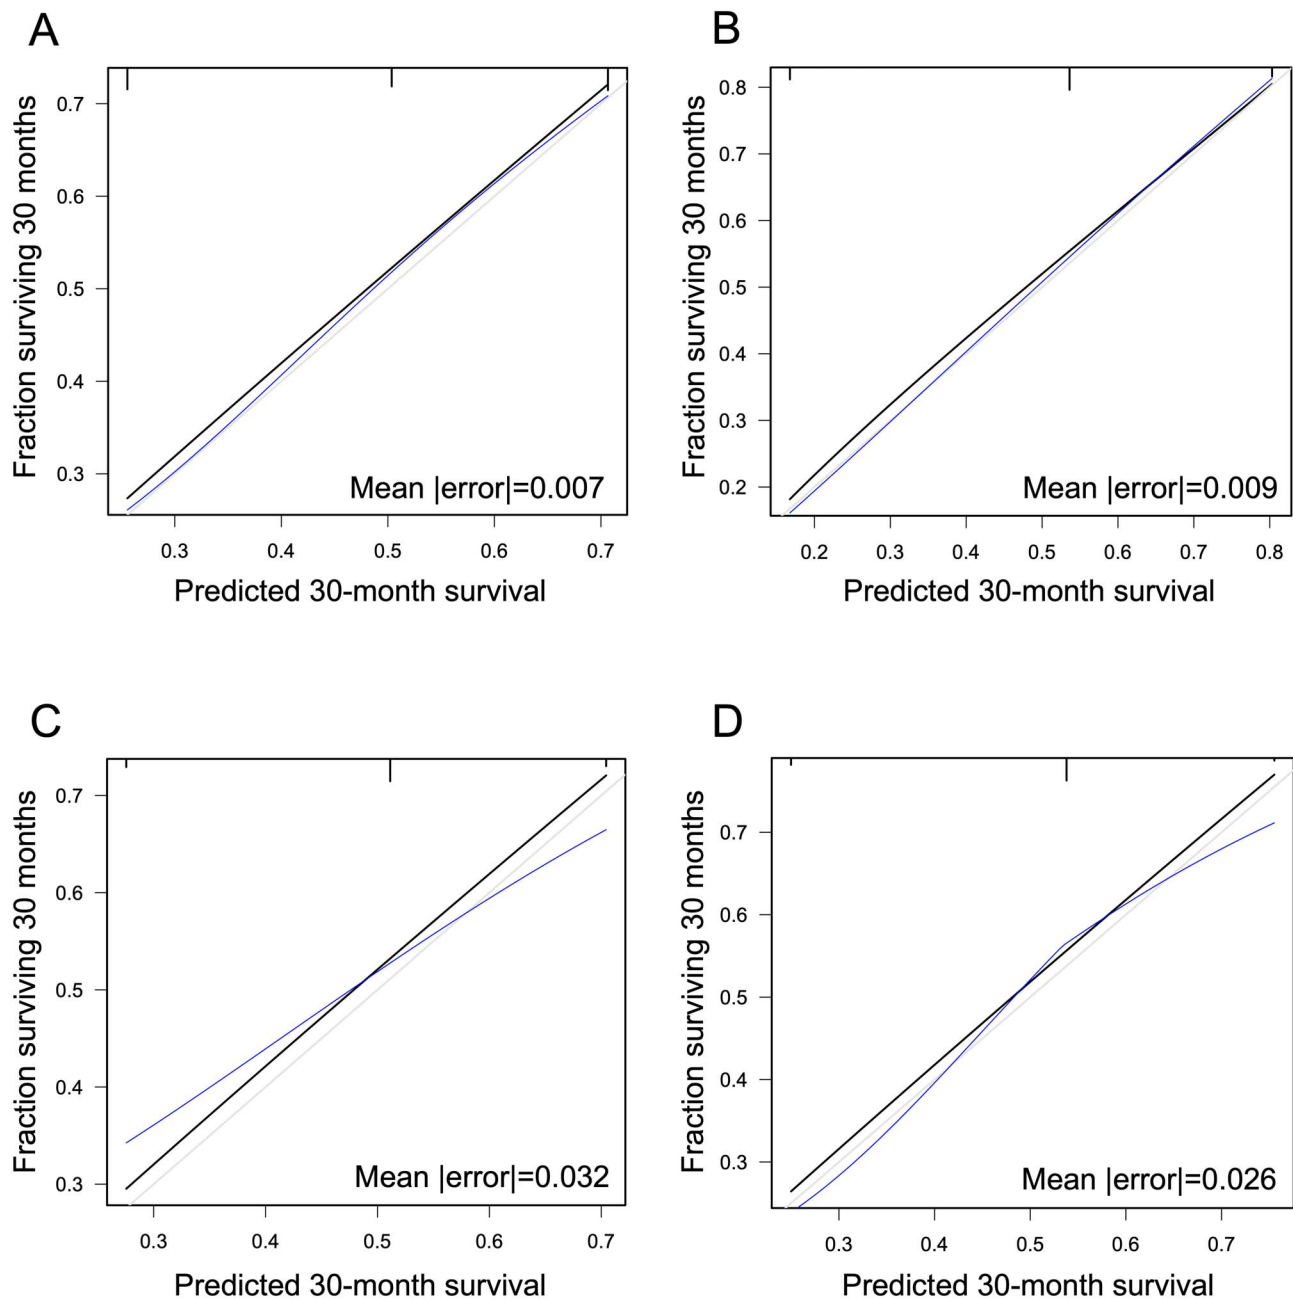 A
Fraction surviving 30 months
0.7
0.6
0.5
0.4
0.3
Mean |error|=0.007
0.3 0.4 0.5 0.6 0.7
Predicted 30-month survival
B
Fraction surviving 30 months
0.8
0.7
0.6
0.5
0.4
0.3
0.2
Mean |error|=0.009
0.2 0.3 0.4 0.5 0.6 0.7 0.8
Predicted 30-month survival
C
Fraction surviving 30 months
0.7
0.6
0.5
0.4
0.3
Mean |error|=0.032
0.3 0.4 0.5 0.6 0.7
Predicted 30-month survival
D
Fraction surviving 30 months
0.7
0.6
0.5
0.4
0.3
Mean |error|=0.026
0.3 0.4 0.5 0.6 0.7
Predicted 30-month survival